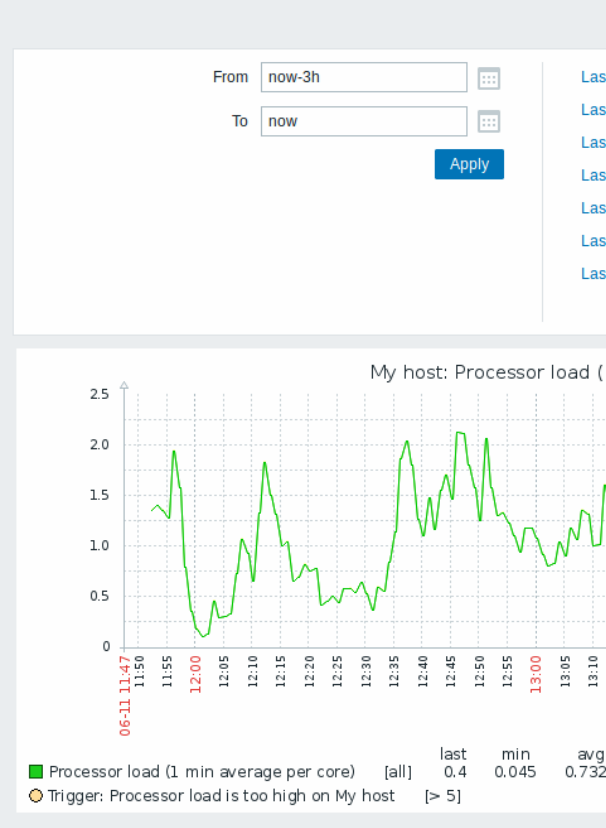 From now-3h
To now
Apply
Las
Las
Las
Las
Las
Las
Las
My host: Processor load (
2.5
2.0
1.5
1.0
0.5
0
06-11 11:47 11:50 11:55 12:00 12:05 12:10 12:15 12:20 12:25 12:30 12:35 12:40 12:45 12:50 12:55 13:00 13:05 13:10
last min avg
Processor load (1 min average per core) [all] 0.4 0.045 0.732
Trigger: Processor load is too high on My host [> 5]